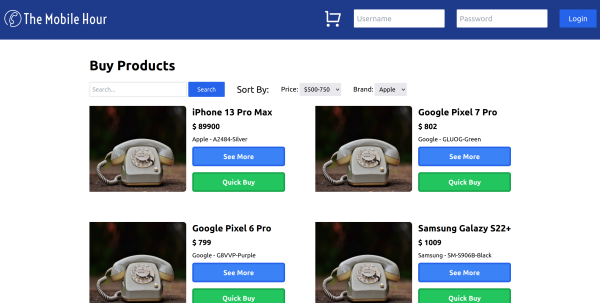 The Mobile Hour
Username
Password
Login
Buy Products
Search...
Search
Sort By:
Price:
$500-750
Brand:
Apple
iPhone 13 Pro Max
$ 89900
Apple - A2484-Silver
See More
Quick Buy
Google Pixel 7 Pro
$ 802
Google - GLUOG-Green
See More
Quick Buy
Google Pixel 6 Pro
$ 799
Google - G8VVP-Purple
See More
Quick Buy
Samsung Galazy S22+
$ 1009
Samsung - SM-S906B-Black
See More
Quick Buy